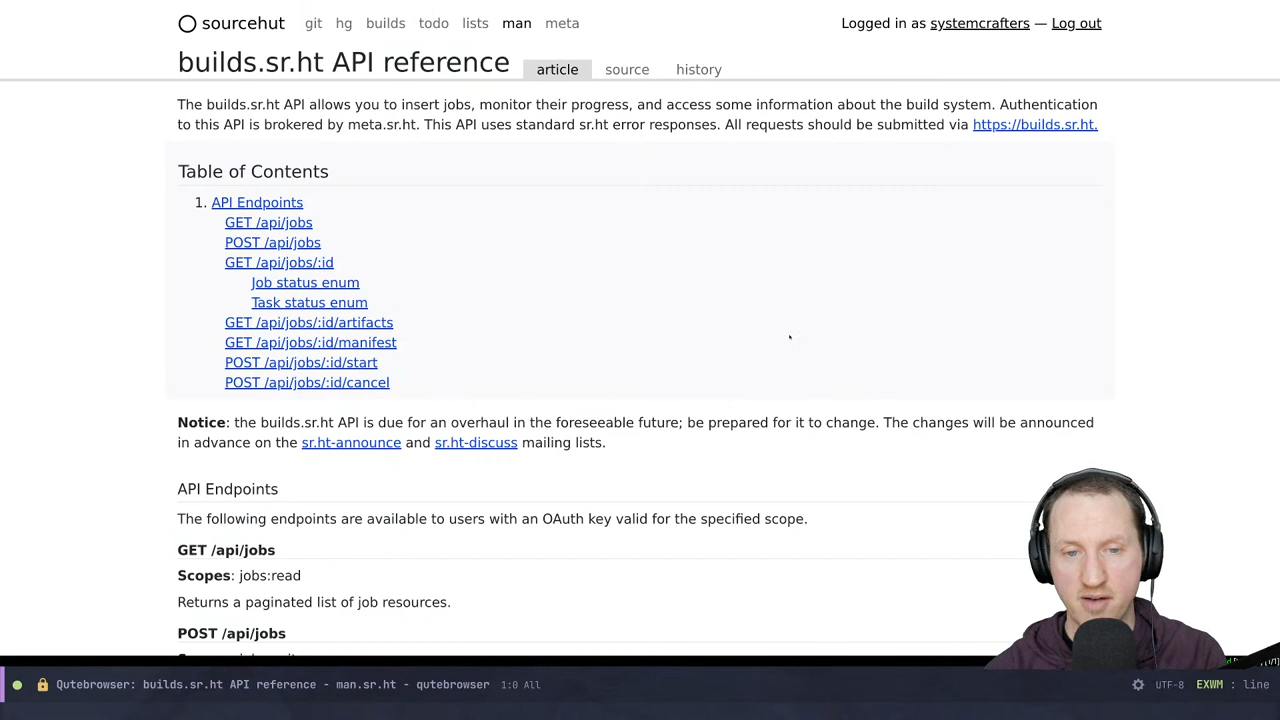 sourcehut git hg builds todo lists man meta Logged in as systemcrafters — Log out
builds.sr.ht API reference article source history
The builds.sr.ht API allows you to insert jobs, monitor their progress, and access some information about the build system. Authentication
to this API is brokered by meta.sr.ht. This API uses standard sr.ht error responses. All requests should be submitted via https://builds.sr.ht.
Table of Contents
1. API Endpoints
GET /api/jobs
POST /api/jobs
GET /api/jobs/:id
Job status enum
Task status enum
GET /api/jobs/:id/artifacts
GET /api/jobs/:id/manifest
POST /api/jobs/:id/start
POST /api/jobs/:id/cancel
Notice: the builds.sr.ht API is due for an overhaul in the foreseeable future; be prepared for it to change. The changes will be announced
in advance on the sr.ht-announce and sr.ht-discuss mailing lists.
API Endpoints
The following endpoints are available to users with an OAuth key valid for the specified scope.
GET /api/jobs
Scopes: jobs:read
Returns a paginated list of job resources.
POST /api/jobs
Qutebrowser: builds.sr.ht API reference - man.sr.ht - qutebrowser 1:0 All UTF-8 EXWM : line